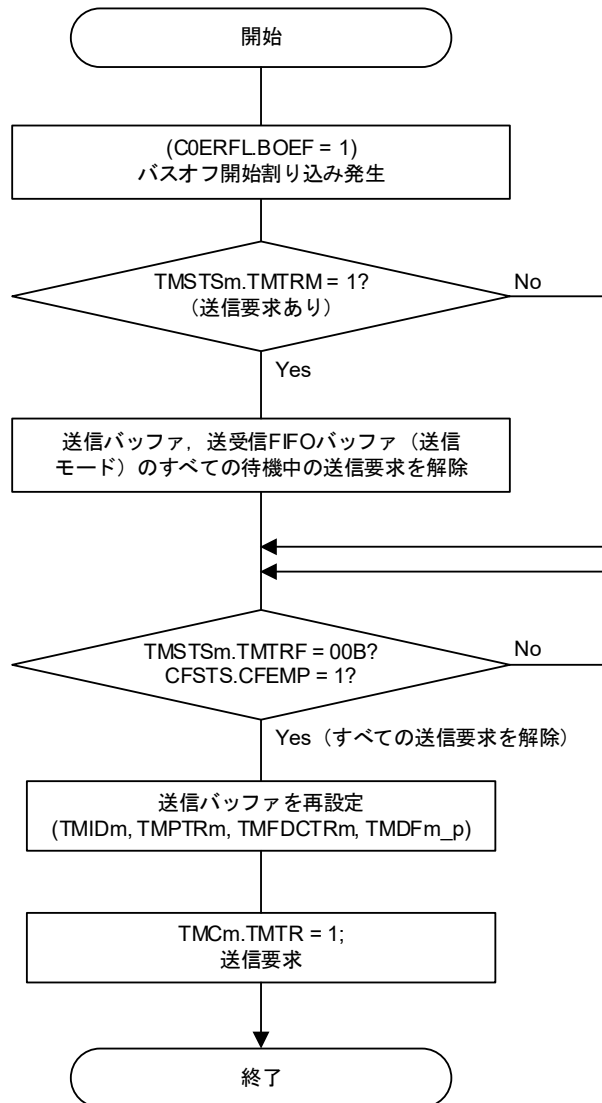 開始
(C0ERFL.BOEF = 1)
バスオフ開始割り込み発生
TMSTSm.TMTRM = 1?
（送信要求あり）
No
Yes
送信バッファ，送受信FIFOバッファ（送信
モード）のすべての待機中の送信要求を解除
TMSTSm.TMTRF = 00B?
CFSTS.CFEMP = 1?
No
Yes（すべての送信要求を解除）
送信バッファを再設定
(TMIDm, TMPTRm, TMFDCTRm, TMDFm_p)
TMCm.TMTR = 1;
送信要求
終了